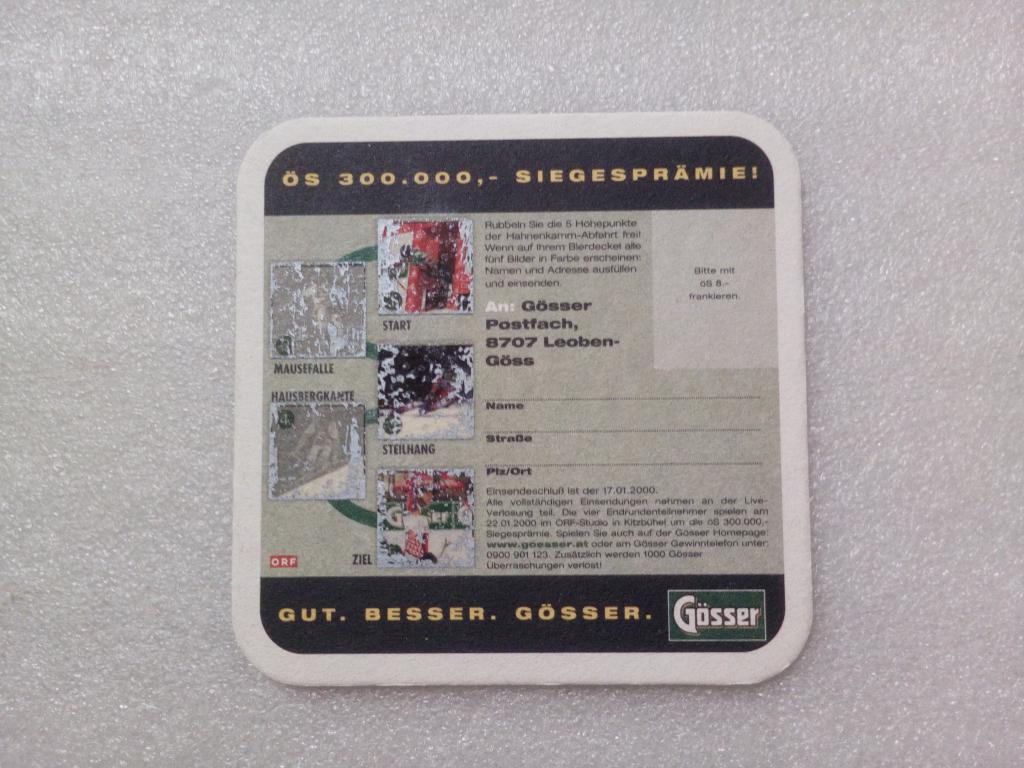 ÖS 300.000,- SIEGESPRÄMIE!
START
MAUSEFALLE
HAUSBERGKANTE
STEILHANG
ZIEL
ORF
Rubbeln Sie die 5 Höhepunkte
der Hahnenkamm-Abfahrt frei!
Wenn auf Ihrem Bierdeckel alle
fünf Bilder in Farbe erscheinen:
Namen und Adresse ausfüllen
und einsenden.
Bitte mit
öS 8.-
frankieren.
An: Gösser
Postfach,
8707 Leoben-
Göss
Name
Straße
Plz/Ort
Einsendeschluß ist der 17.01.2000.
Alle vollständigen Einsendungen nehmen an der Live-
Verlosung teil. Die vier Endrundenteilnehmer spielen am
22.01.2000 im ORF-Studio in Kitzbühel um die öS 300.000,-
Siegesprämie. Spielen Sie auch auf der Gösser Homepage:
www.goesser.at oder am Gösser Gewinntelefon unter:
0900 901 123. Zusätzlich werden 1000 Gösser
Überraschungen verlost!
GUT. BESSER. GÖSSER.
Gösser